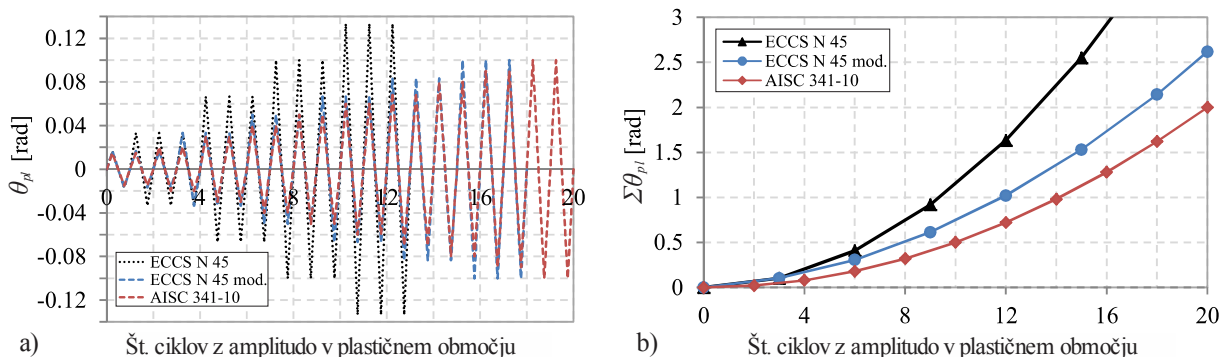 0.12
0.08
0.04
0
-0.04
-0.08
-0.12
θpl [rad]
0 4 8 12 16 20
ECCS N 45
ECCS N 45 mod.
AISC 341-10
a) Št. ciklov z amplitudo v plastičnem območju
3
2.5
2
1.5
1
0.5
0
Σθpl [rad]
ECCS N 45
ECCS N 45 mod.
AISC 341-10
0 4 8 12 16 20
b) Št. ciklov z amplitudo v plastičnem območju